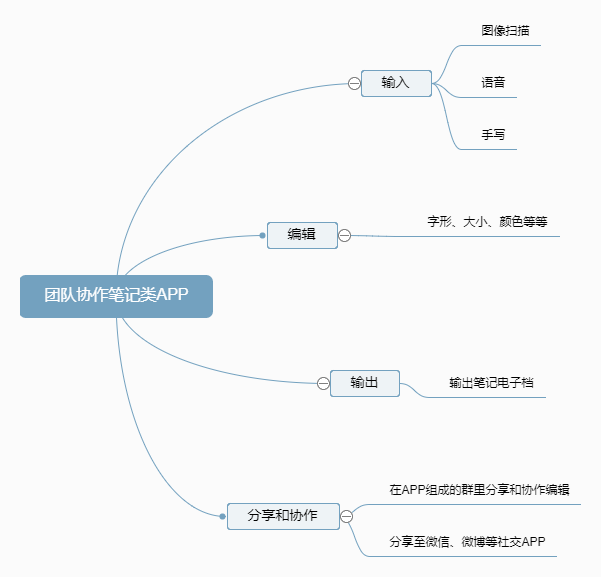 图像扫描
输入
语音
手写
字形、大小、颜色等等
编辑
团队协作笔记类APP
输出
输出笔记电子档
在APP组成的群里分享和协作编辑
分享和协作
分享至微信、微博等社交APP